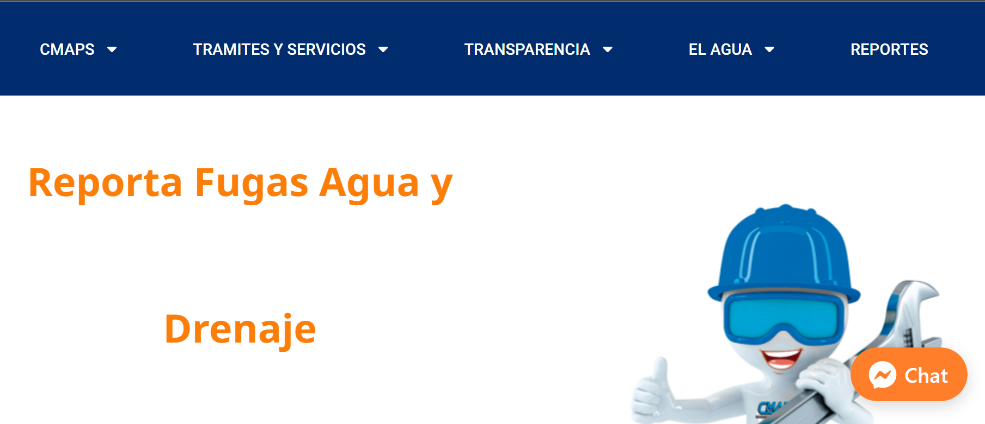 CMAPS TRAMITES Y SERVICIOS TRANSPARENCIA EL AGUA REPORTES
Reporta Fugas Agua y
Drenaje
Chat